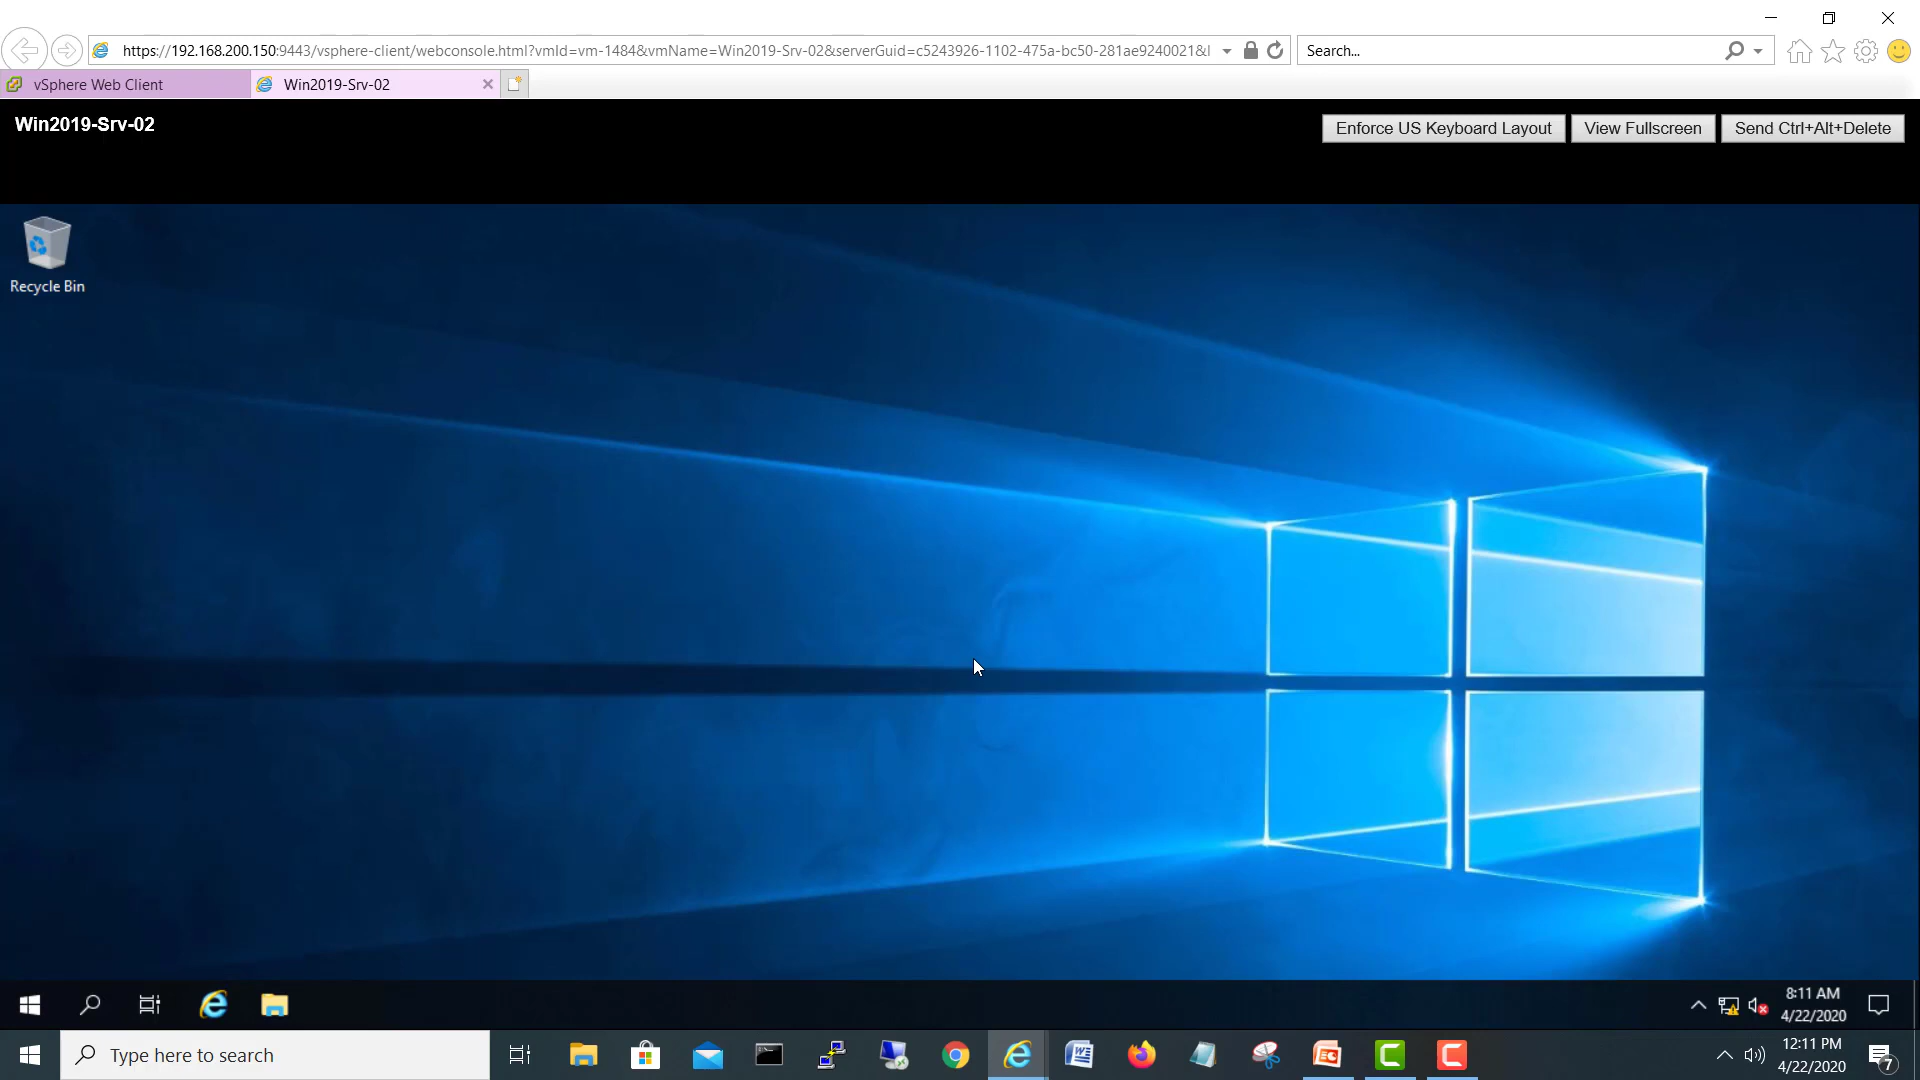 https://192.168.200.150:9443/vsphere-client/webconsole.html?vmId=vm-1484&vmName=Win2019-Srv-02&serverGuid=c5243926-1102-475a-bc50-281ae9240021&l
Search...
vSphere Web Client
Win2019-Srv-02
Win2019-Srv-02
Enforce US Keyboard Layout
View Fullscreen
Send Ctrl+Alt+Delete
Recycle Bin
8:11 AM
4/22/2020
Type here to search
12:11 PM
4/22/2020
7